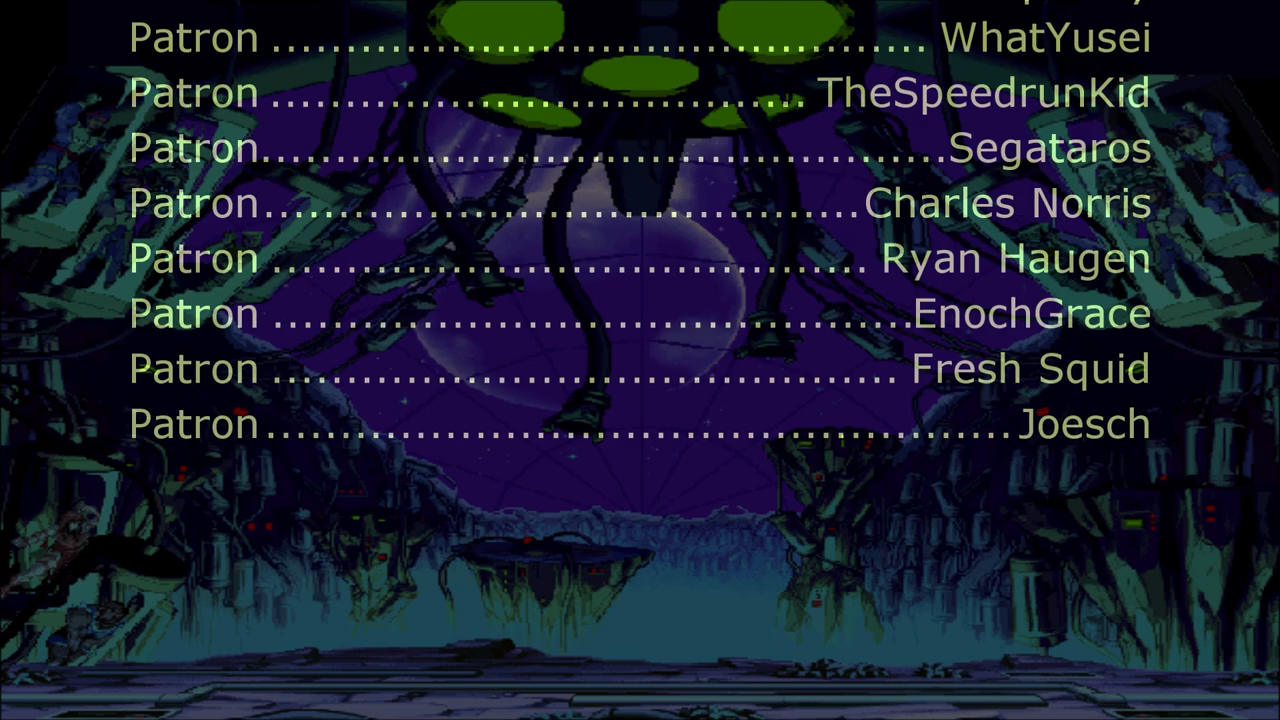 Patron ............................................ WhatYusei
Patron .................................... TheSpeedrunKid
Patron..............................................Segataros
Patron........................................Charles Norris
Patron ........................................ Ryan Haugen
Patron ...........................................EnochGrace
Patron .......................................... Fresh Squid
Patron..................................................Joesch